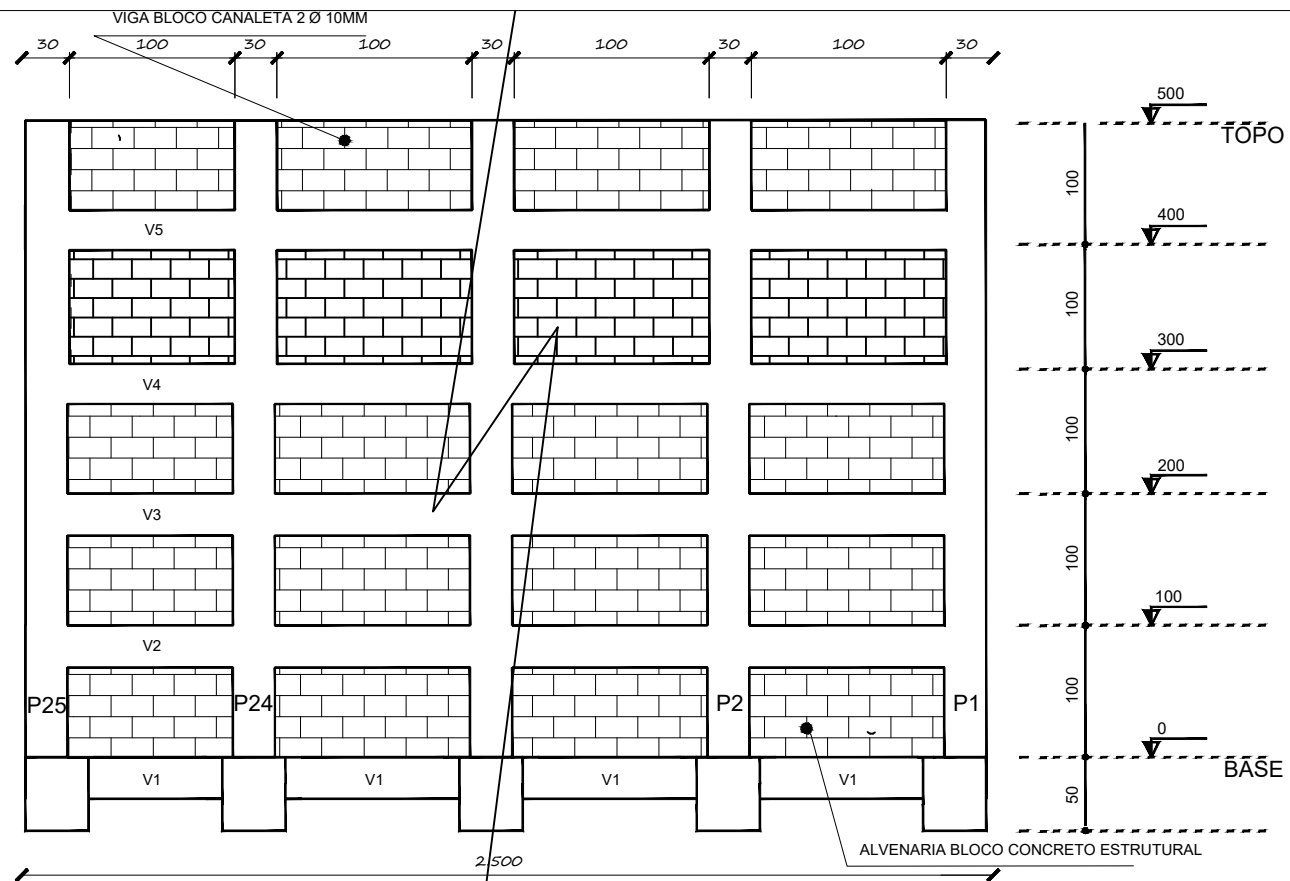 VIGA BLOCO CANALETA 2 Ø 10MM
30 100 30 100 30 100 30 100 30
500
TOPO
100
V5
400
100
300
V4
100
200
V3
100
100
V2
100
P25 P24 P2 P1
0
BASE
V1 V1 V1 V1
50
ALVENARIA BLOCO CONCRETO ESTRUTURAL
2.500